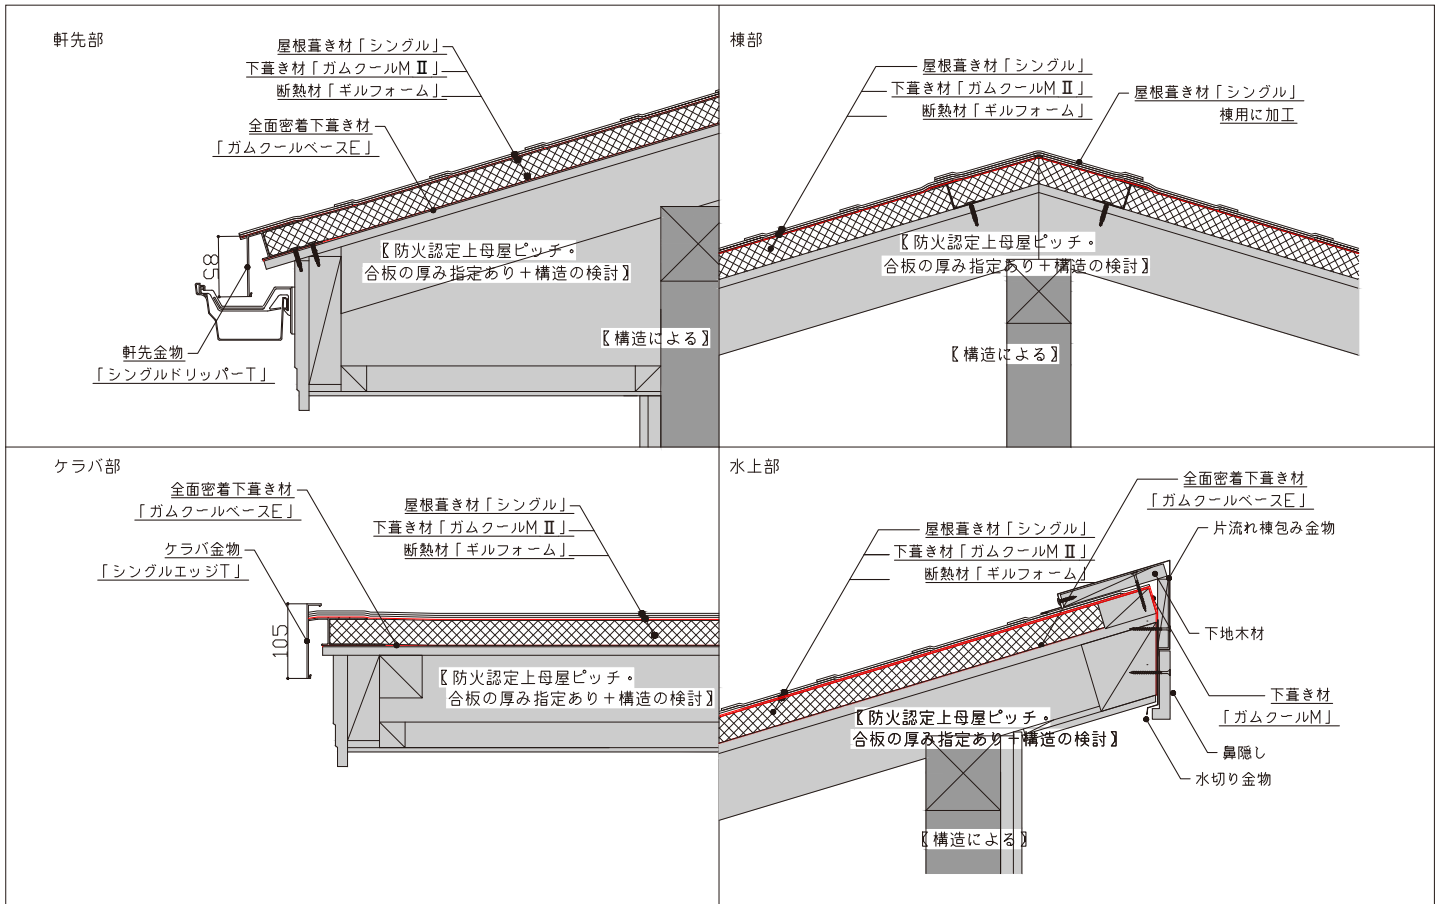 軒先部
屋根葺き材「シングル」
下葺き材「ガムクールM Ⅱ」
断熱材「ギルフォーム」
全面密着下葺き材
「ガムクールベースE」
【防火認定上母屋ピッチ・
合板の厚み指定あり＋構造の検討】
85
【構造による】
軒先金物
「シングルドリッパーT」
棟部
屋根葺き材「シングル」
下葺き材「ガムクールM Ⅱ」
断熱材「ギルフォーム」
屋根葺き材「シングル」
棟用に加工
【防火認定上母屋ピッチ・
合板の厚み指定あり＋構造の検討】
【構造による】
ケラバ部
全面密着下葺き材
「ガムクールベースE」
屋根葺き材「シングル」
下葺き材「ガムクールM Ⅱ」
断熱材「ギルフォーム」
ケラバ金物
「シングルエッジT」
105
【防火認定上母屋ピッチ・
合板の厚み指定あり＋構造の検討】
水上部
全面密着下葺き材
「ガムクールベースE」
片流れ棟包み金物
屋根葺き材「シングル」
下葺き材「ガムクールM Ⅱ」
断熱材「ギルフォーム」
下地木材
下葺き材
「ガムクールM」
【防火認定上母屋ピッチ・
合板の厚み指定あり＋構造の検討】
鼻隠し
水切り金物
【構造による】